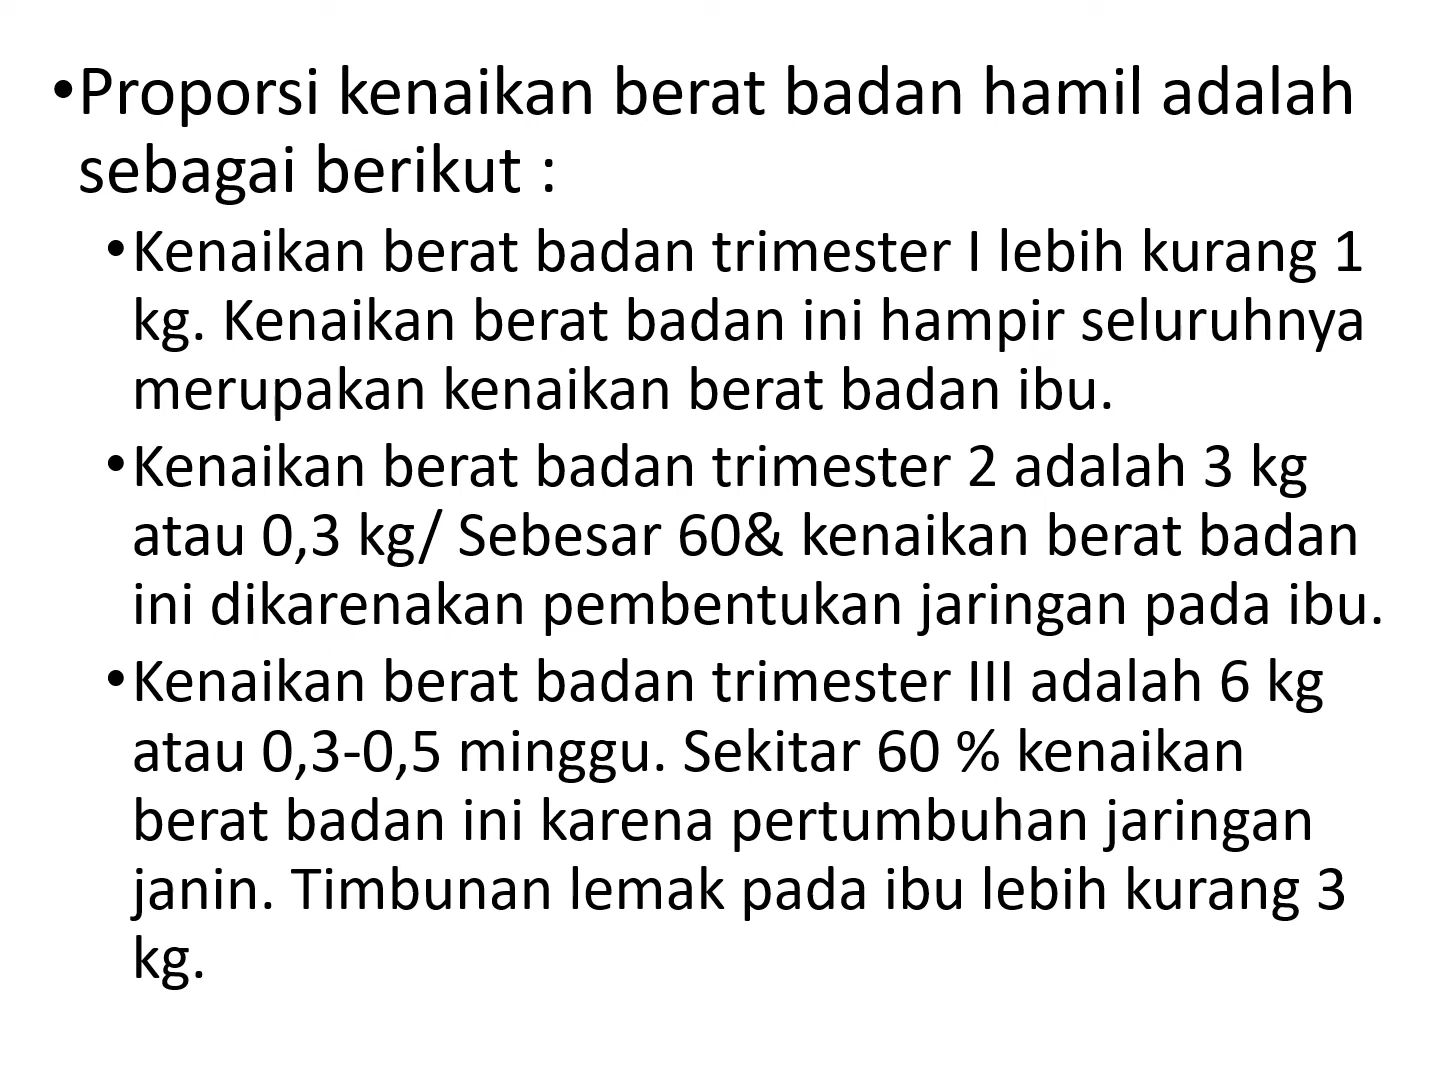 •Proporsi kenaikan berat badan hamil adalah
sebagai berikut :
•Kenaikan berat badan trimester I lebih kurang 1
kg. Kenaikan berat badan ini hampir seluruhnya
merupakan kenaikan berat badan ibu.
•Kenaikan berat badan trimester 2 adalah 3 kg
atau 0,3 kg/ Sebesar 60& kenaikan berat badan
ini dikarenakan pembentukan jaringan pada ibu.
•Kenaikan berat badan trimester III adalah 6 kg
atau 0,3-0,5 minggu. Sekitar 60 % kenaikan
berat badan ini karena pertumbuhan jaringan
janin. Timbunan lemak pada ibu lebih kurang 3
kg.